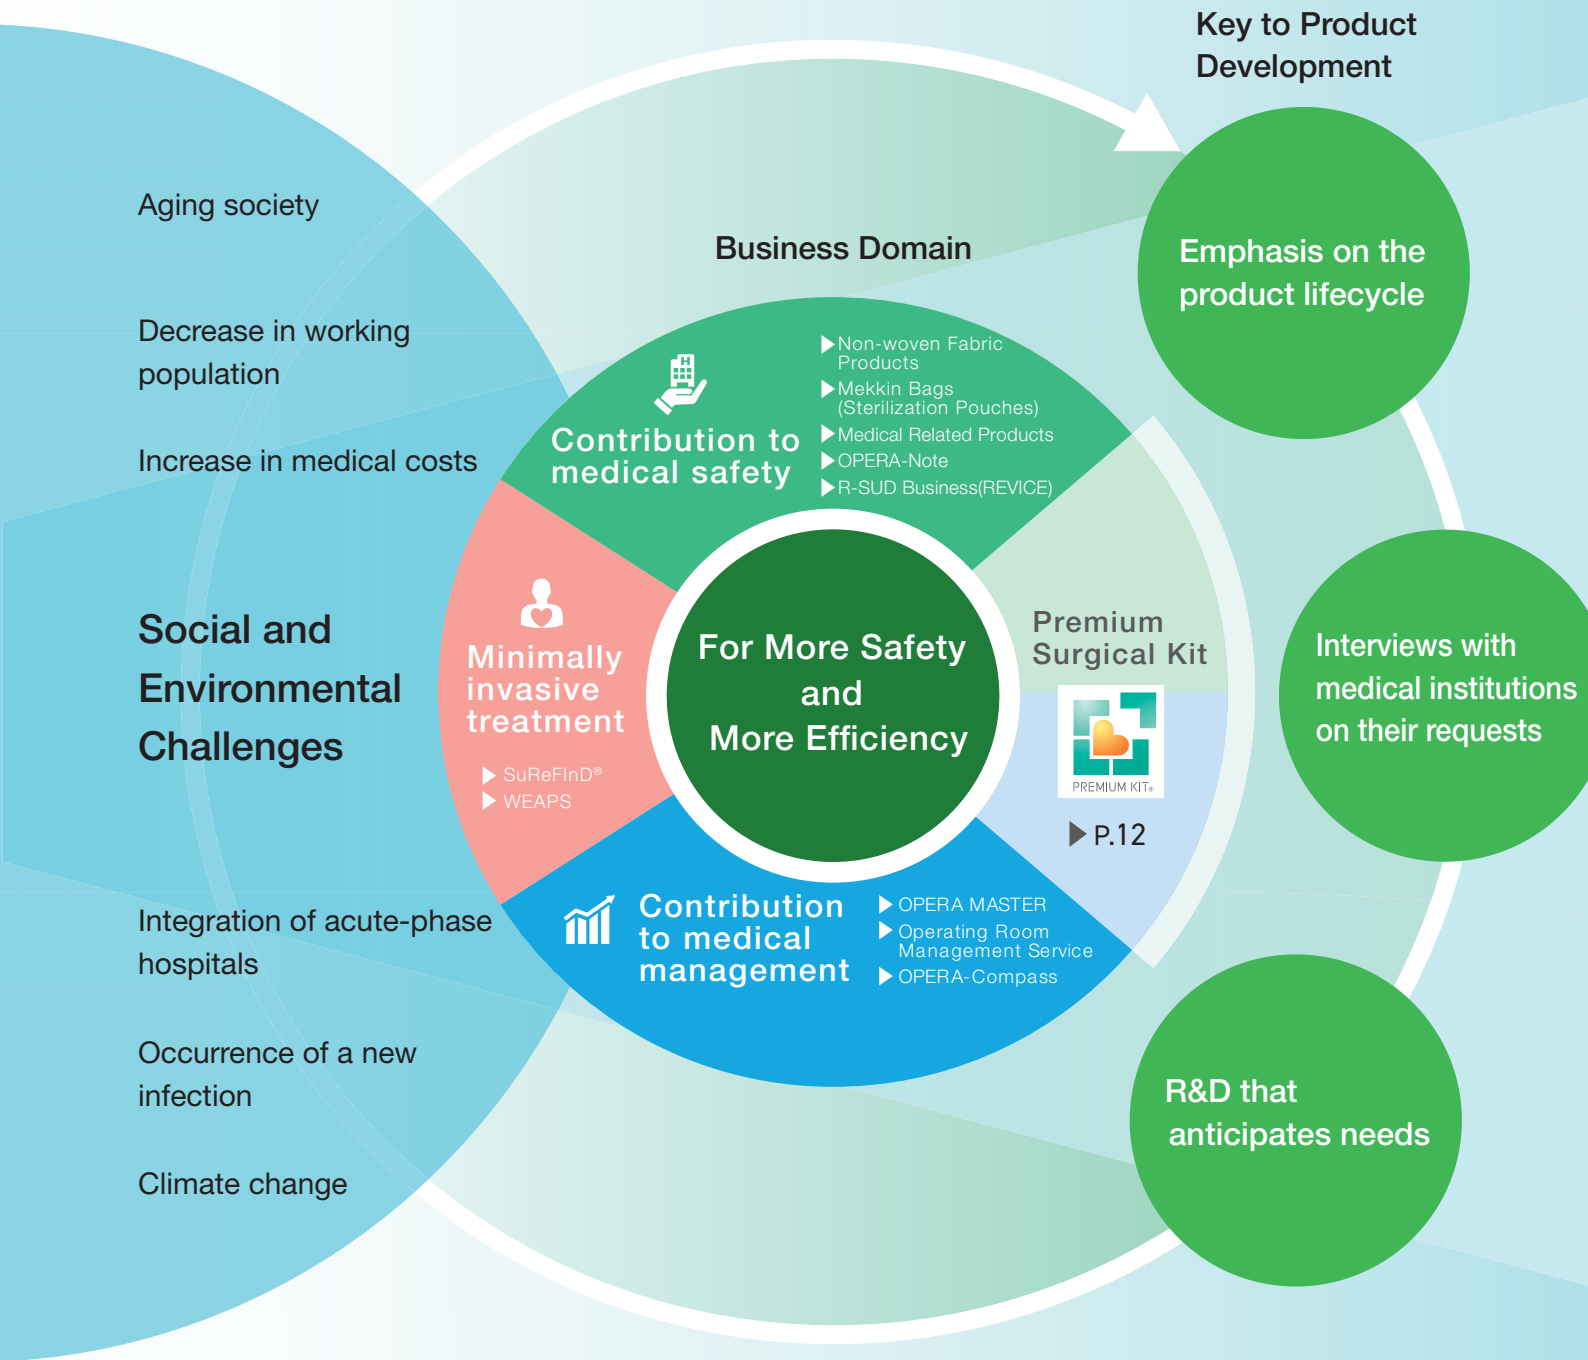 Key to Product
Development
Aging society
Decrease in working
population
Increase in medical costs
Social and
Environmental
Challenges
Integration of acute-phase
hospitals
Occurrence of a new
infection
Climate change
Business Domain
H
Contribution to
medical safety
Non-woven Fabric
Products
Mekkin Bags
(Sterilization Pouches)
Medical Related Products
OPERA-Note
R-SUD Business(REVICE)
Minimally
invasive
treatment
SuReFInD®
WEAPS
For More Safety
and
More Efficiency
Premium
Surgical Kit
PREMIUM KIT®
P.12
Contribution
to medical
management
OPERA MASTER
Operating Room
Management Service
OPERA-Compass
Emphasis on the
product lifecycle
Interviews with
medical institutions
on their requests
R&D that
anticipates needs